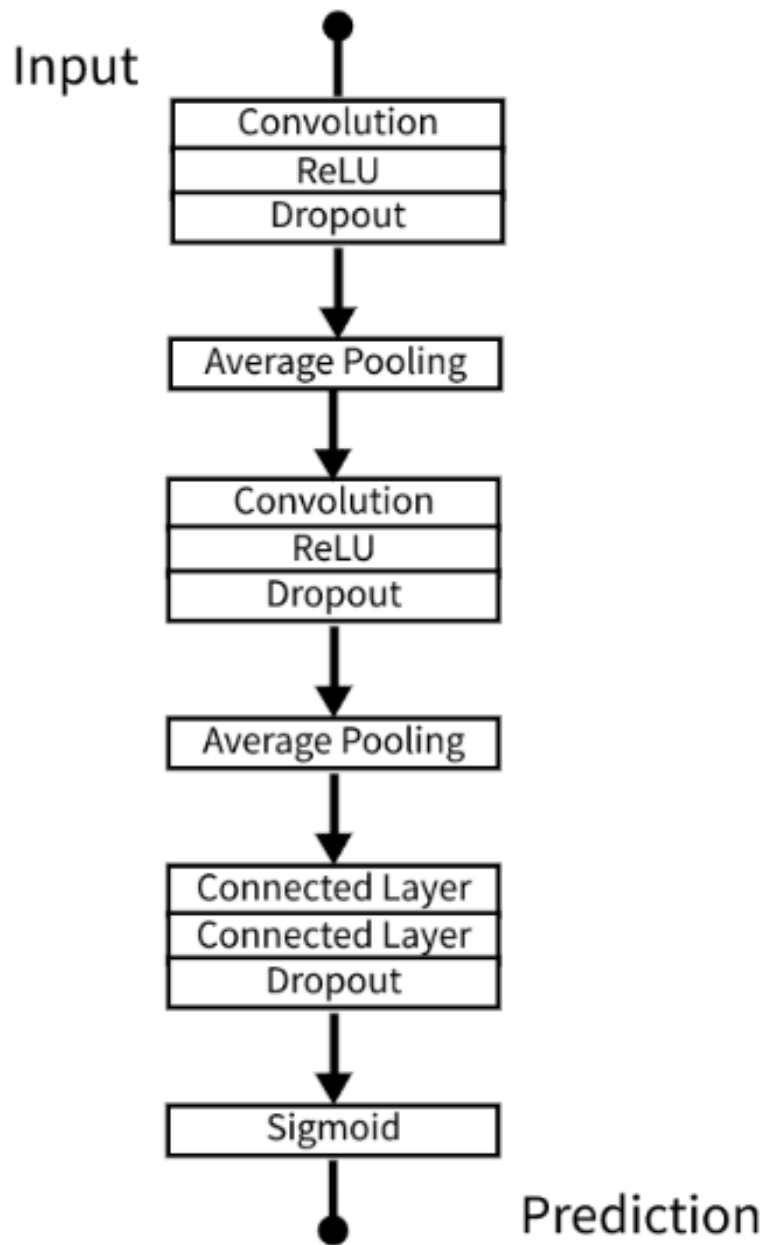 Input
Convolution
ReLU
Dropout
Average Pooling
Convolution
ReLU
Dropout
Average Pooling
Connected Layer
Connected Layer
Dropout
Sigmoid
Prediction